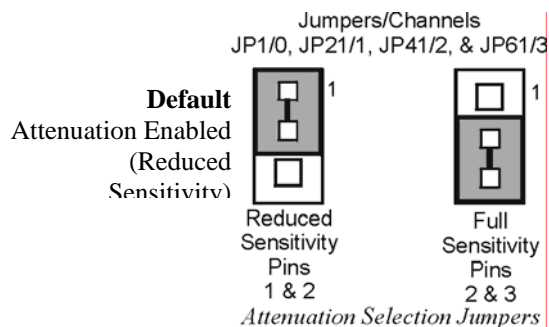 Jumpers/Channels
JP1/0, JP21/1, JP41/2, & JP61/3
Default
Attenuation Enabled
(Reduced
Sensitivity)
1
1
Reduced
Sensitivity
Pins
1 & 2
Full
Sensitivity
Pins
2 & 3
Attenuation Selection Jumpers